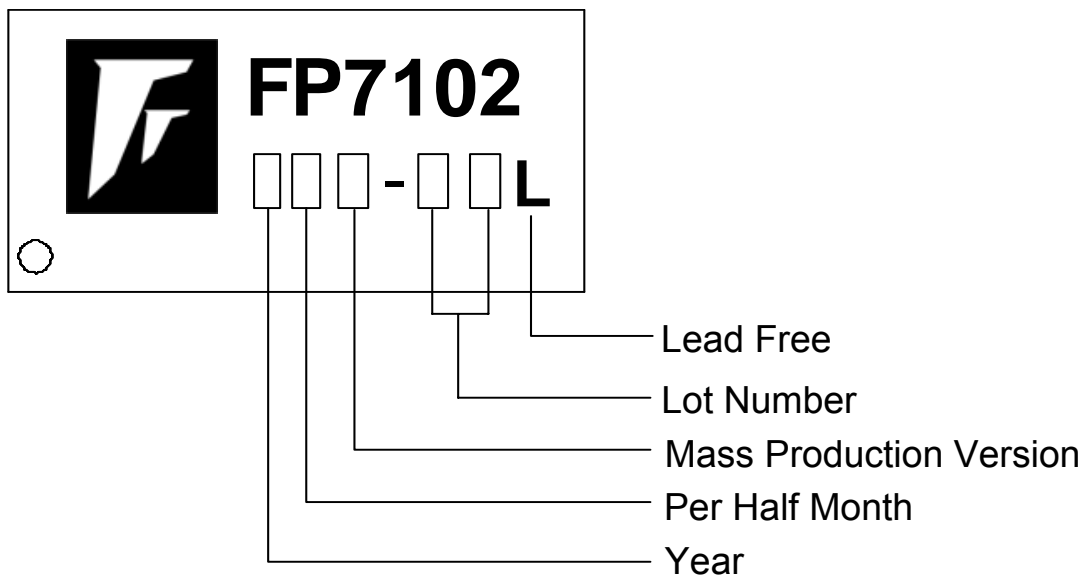 FP7102
- L
Lead Free
Lot Number
Mass Production Version
Per Half Month
Year